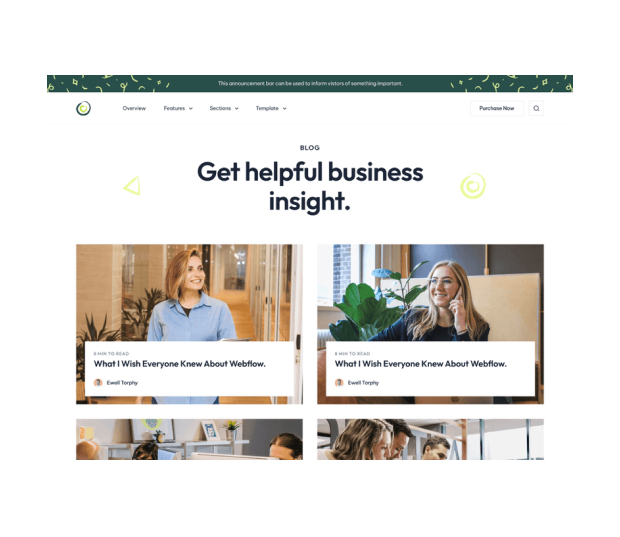 This announcement bar can be used to inform vistors of something important.
Overview
Features
Sections
Template
Purchase Now
BLOG
Get helpful business
insight.
8 MIN TO READ
What I Wish Everyone Knew About Webflow.
Ewell Torphy
8 MIN TO READ
What I Wish Everyone Knew About Webflow.
Ewell Torphy